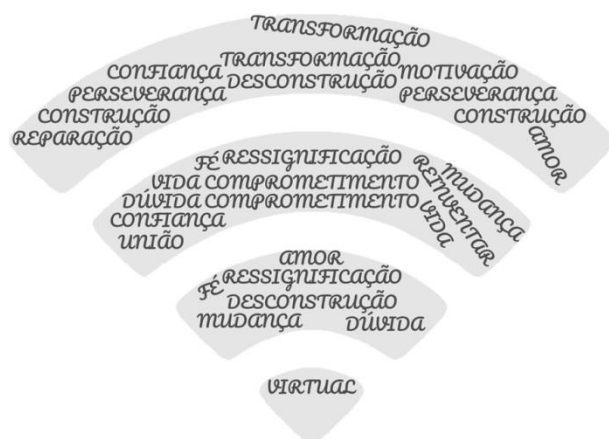 TRANSFORMAÇÃO
TRANSFORMAÇÃO
CONFIANÇA DESCONSTRUÇÃO MOTIVAÇÃO
PERSEVERANÇA PERSEVERANÇA
CONSTRUÇÃO CONSTRUÇÃO
REPARAÇÃO AMOR
FÉ RESSIGNIFICAÇÃO
VIDA COMPROMETIMENTO REINVENTAR MUDANÇA
DÚVIDA COMPROMETIMENTO VIDA
CONFIANÇA
UNIÃO
AMOR
FÉ RESSIGNIFICAÇÃO
DESCONSTRUÇÃO
MUDANÇA DÚVIDA
VIRTUAL